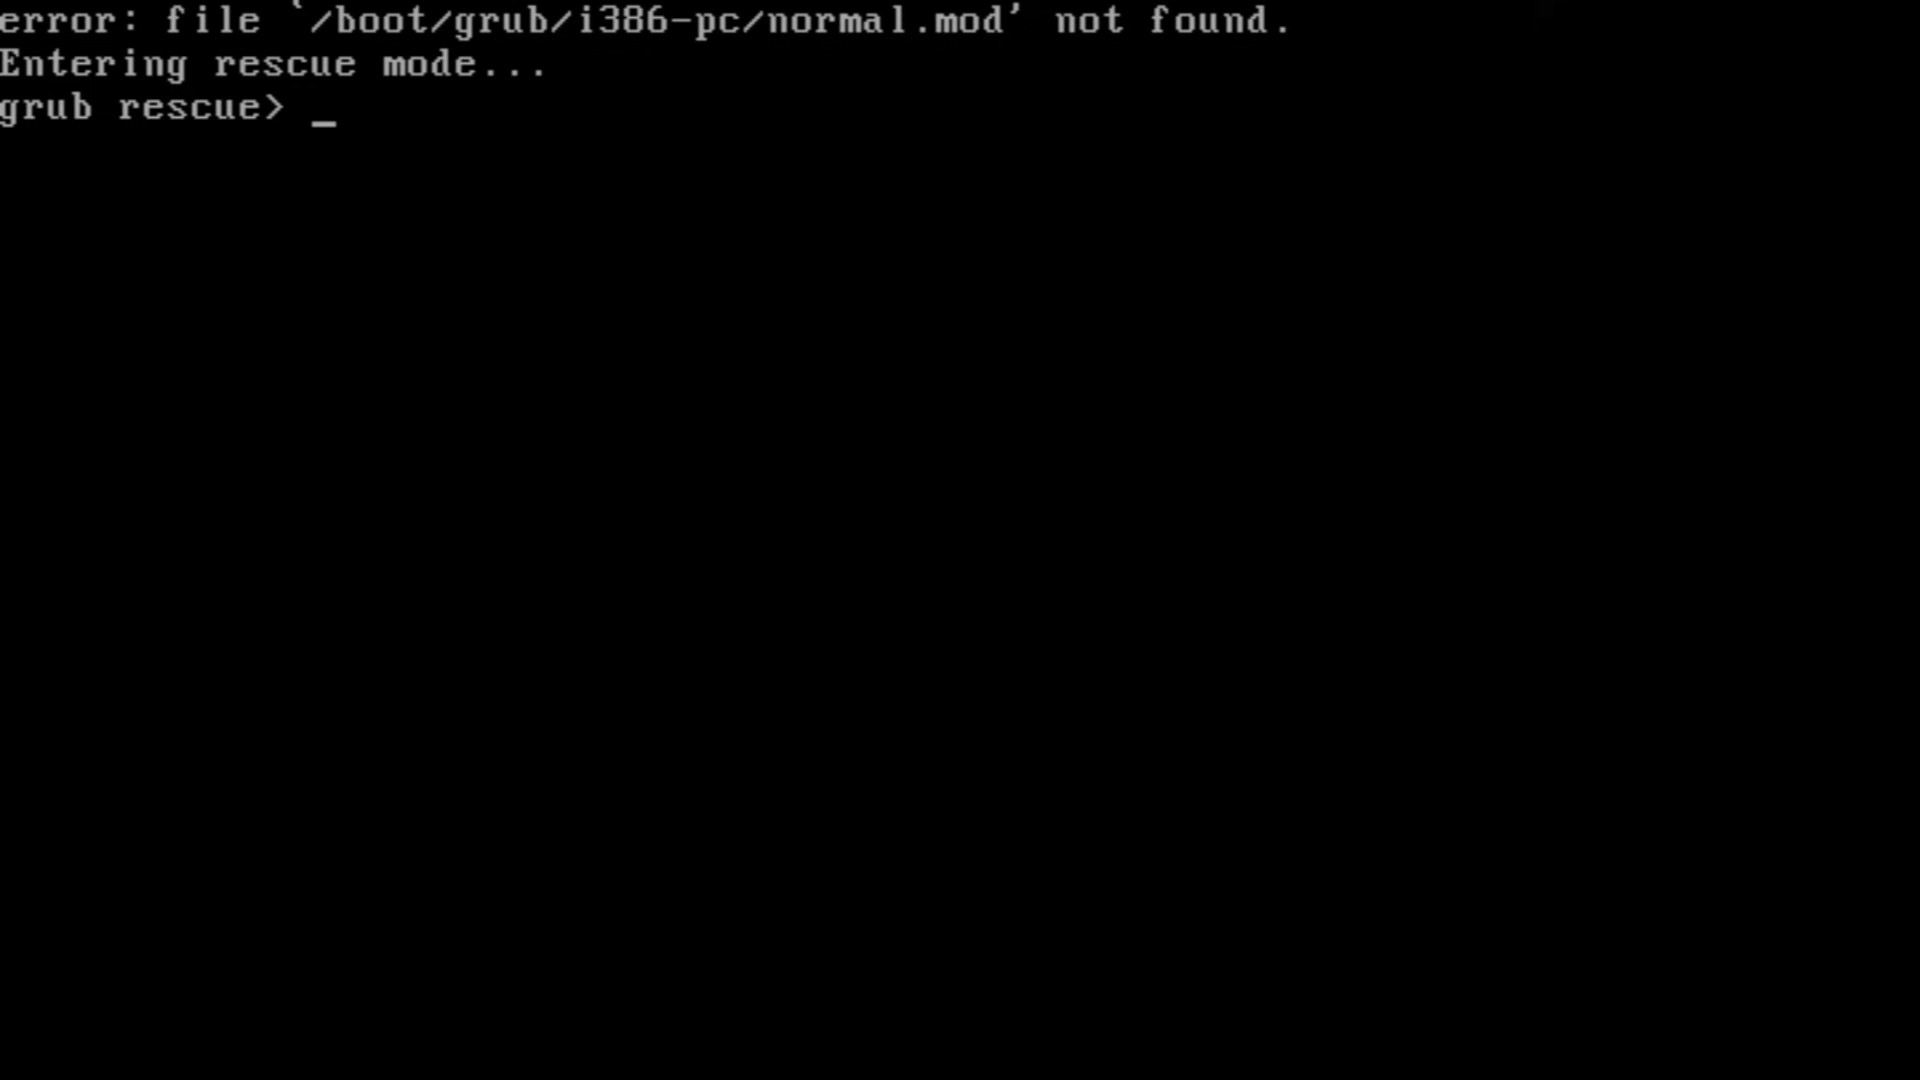 error: file `/boot/grub/i386-pc/normal.mod' not found.
Entering rescue mode...
grub rescue> _